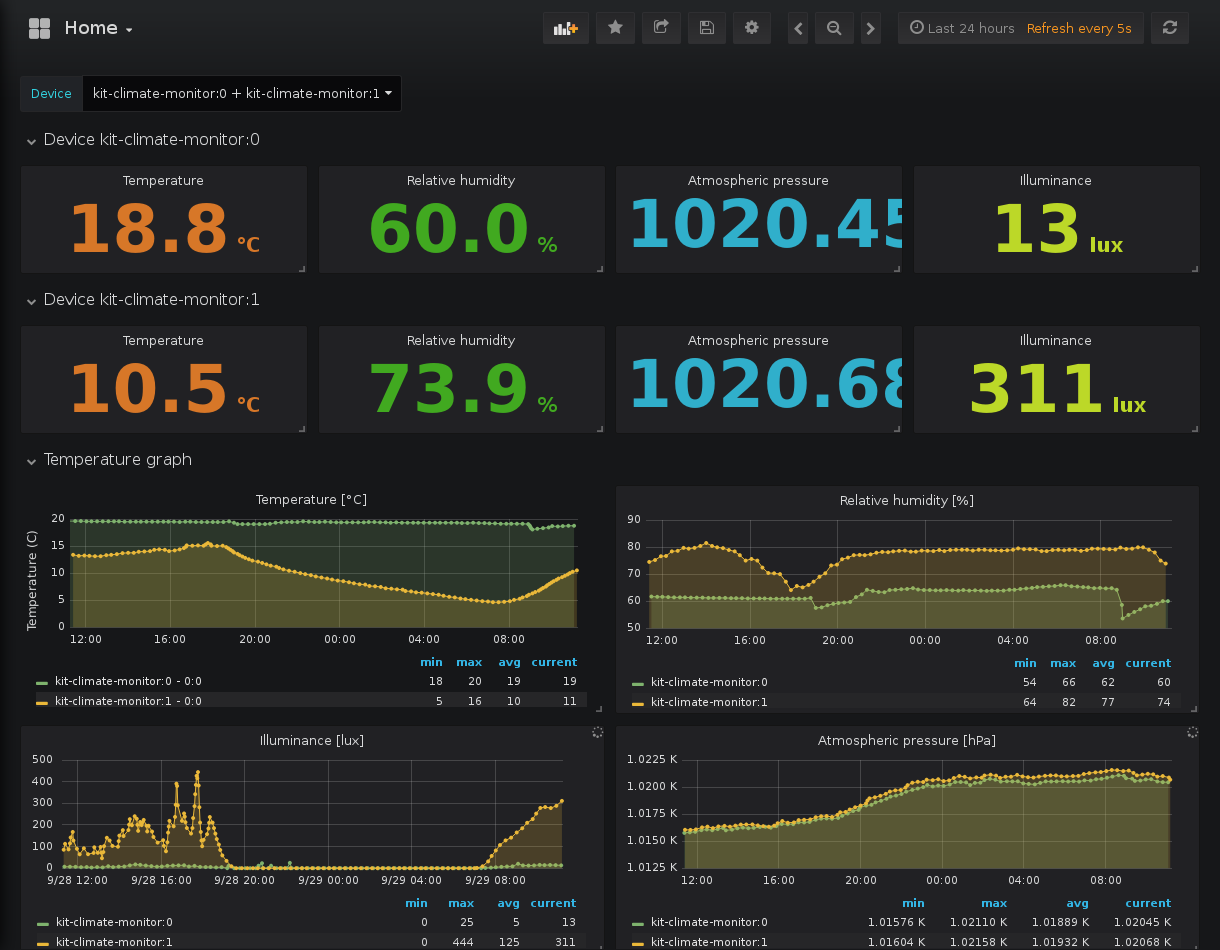 Home
Last 24 hours Refresh every 5s
Device kit-climate-monitor:0 + kit-climate-monitor:1
Device kit-climate-monitor:0
Temperature Relative humidity Atmospheric pressure Illuminance
18.8 °C 60.0 % 1020.45 13 lux
Device kit-climate-monitor:1
Temperature Relative humidity Atmospheric pressure Illuminance
10.5 °C 73.9 % 1020.68 311 lux
Temperature graph
Temperature [°C]
Temperature (C)
20
15
10
5
0
12:00 16:00 20:00 00:00 04:00 08:00
min max avg current
kit-climate-monitor:0 - 0:0 18 20 19 19
kit-climate-monitor:1 - 0:0 5 16 10 11
Relative humidity [%]
90
80
70
60
50
12:00 16:00 20:00 00:00 04:00 08:00
min max avg current
kit-climate-monitor:0 54 66 62 60
kit-climate-monitor:1 64 82 77 74
Illuminance [lux]
500
400
300
200
100
0
9/28 12:00 9/28 16:00 9/28 20:00 9/29 00:00 9/29 04:00 9/29 08:00
min max avg current
kit-climate-monitor:0 0 25 5 13
kit-climate-monitor:1 0 444 125 311
Atmospheric pressure [hPa]
1.0225 K
1.0200 K
1.0175 K
1.0150 K
1.0125 K
12:00 16:00 20:00 00:00 04:00 08:00
min max avg current
kit-climate-monitor:0 1.01576 K 1.02110 K 1.01889 K 1.02045 K
kit-climate-monitor:1 1.01604 K 1.02158 K 1.01932 K 1.02068 K